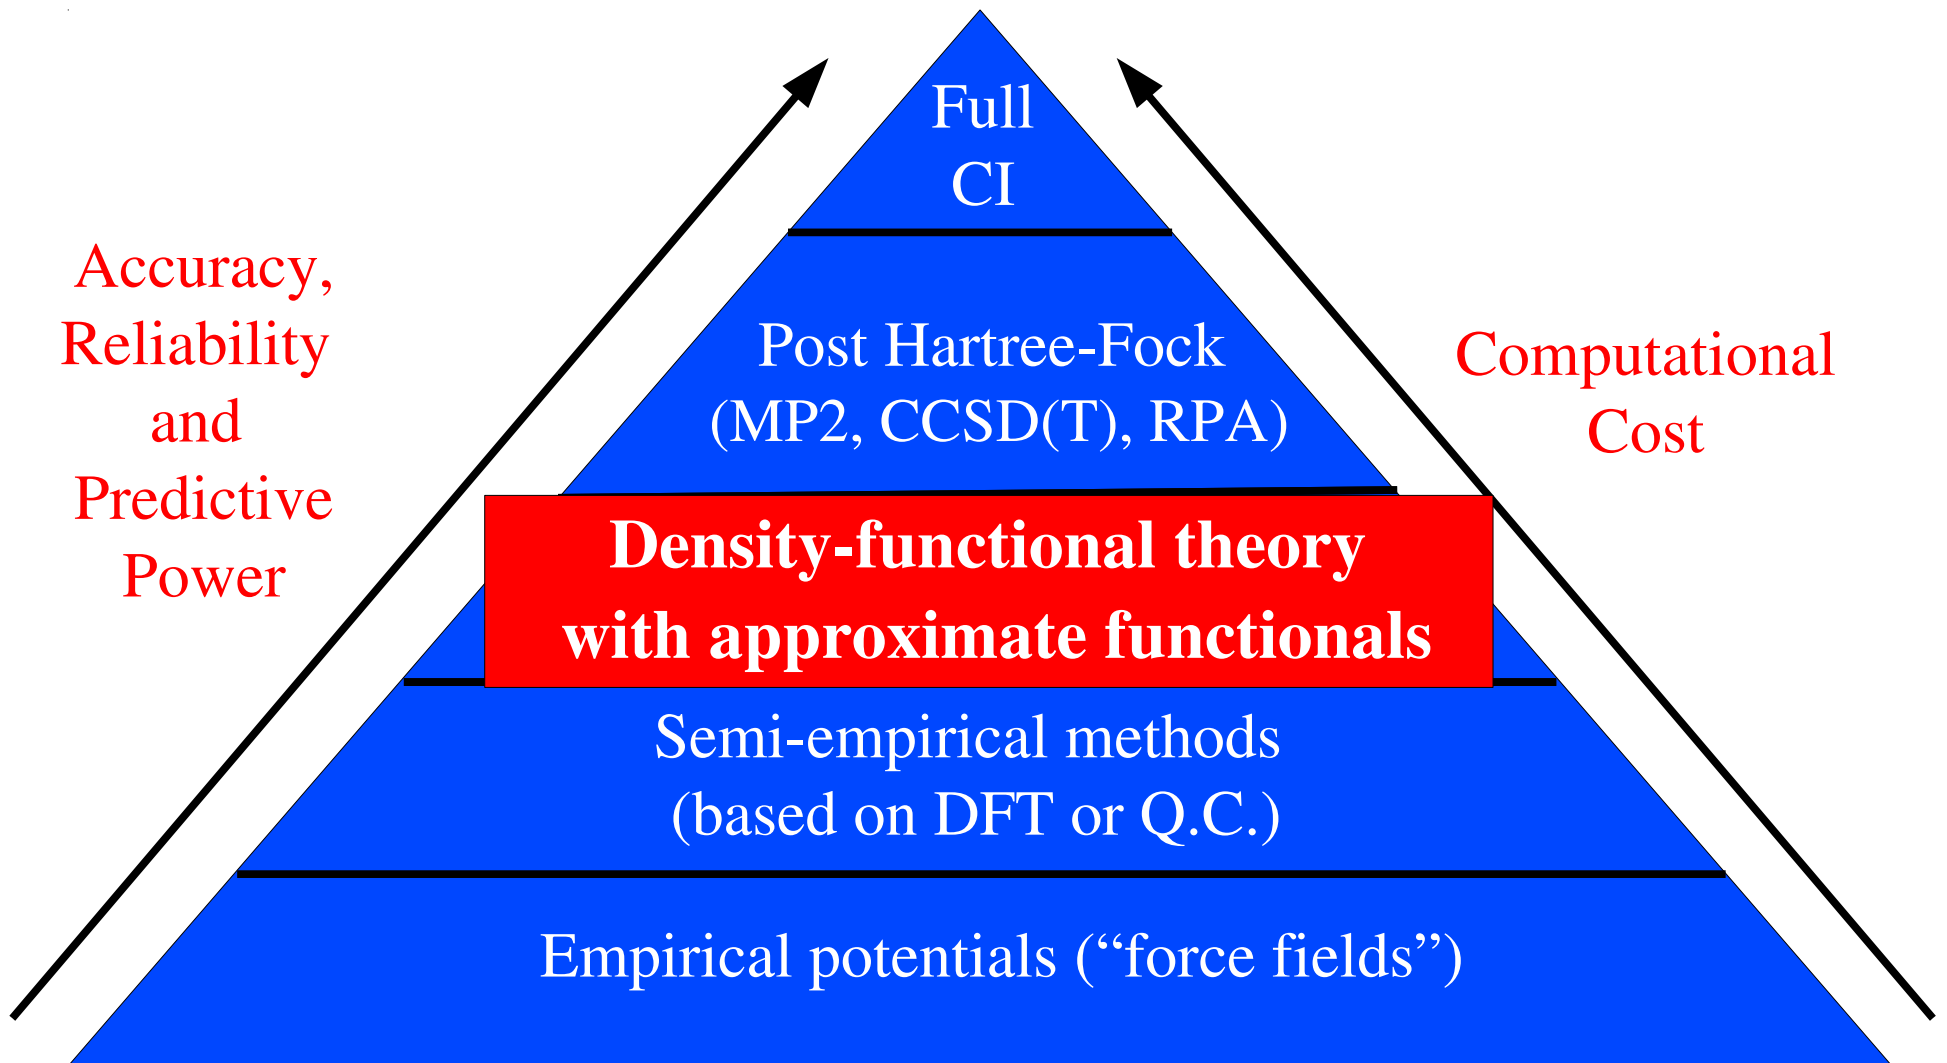 Full
CI
Accuracy,
Reliability
and
Predictive
Power
Post Hartree-Fock
(MP2, CCSD(T), RPA)
Computational
Cost
Density-functional theory
with approximate functionals
Semi-empirical methods
(based on DFT or Q.C.)
Empirical potentials (“force fields”)